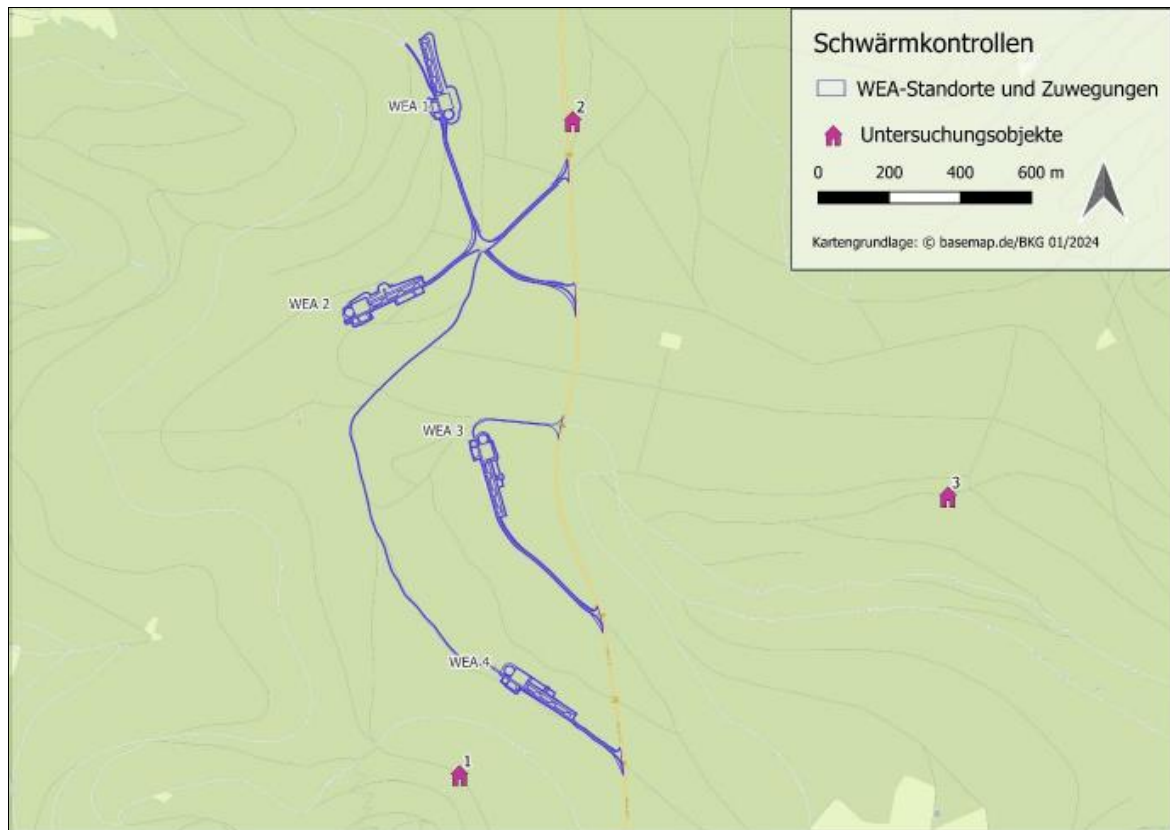 Schwärmkontrollen
WEA-Standorte und Zuwegungen
Untersuchungsobjekte
0 200 400 600 m
Kartengrundlage: © basemap.de/BKG 01/2024
WEA 1
2
WEA 2
WEA 3
3
WEA 4
1